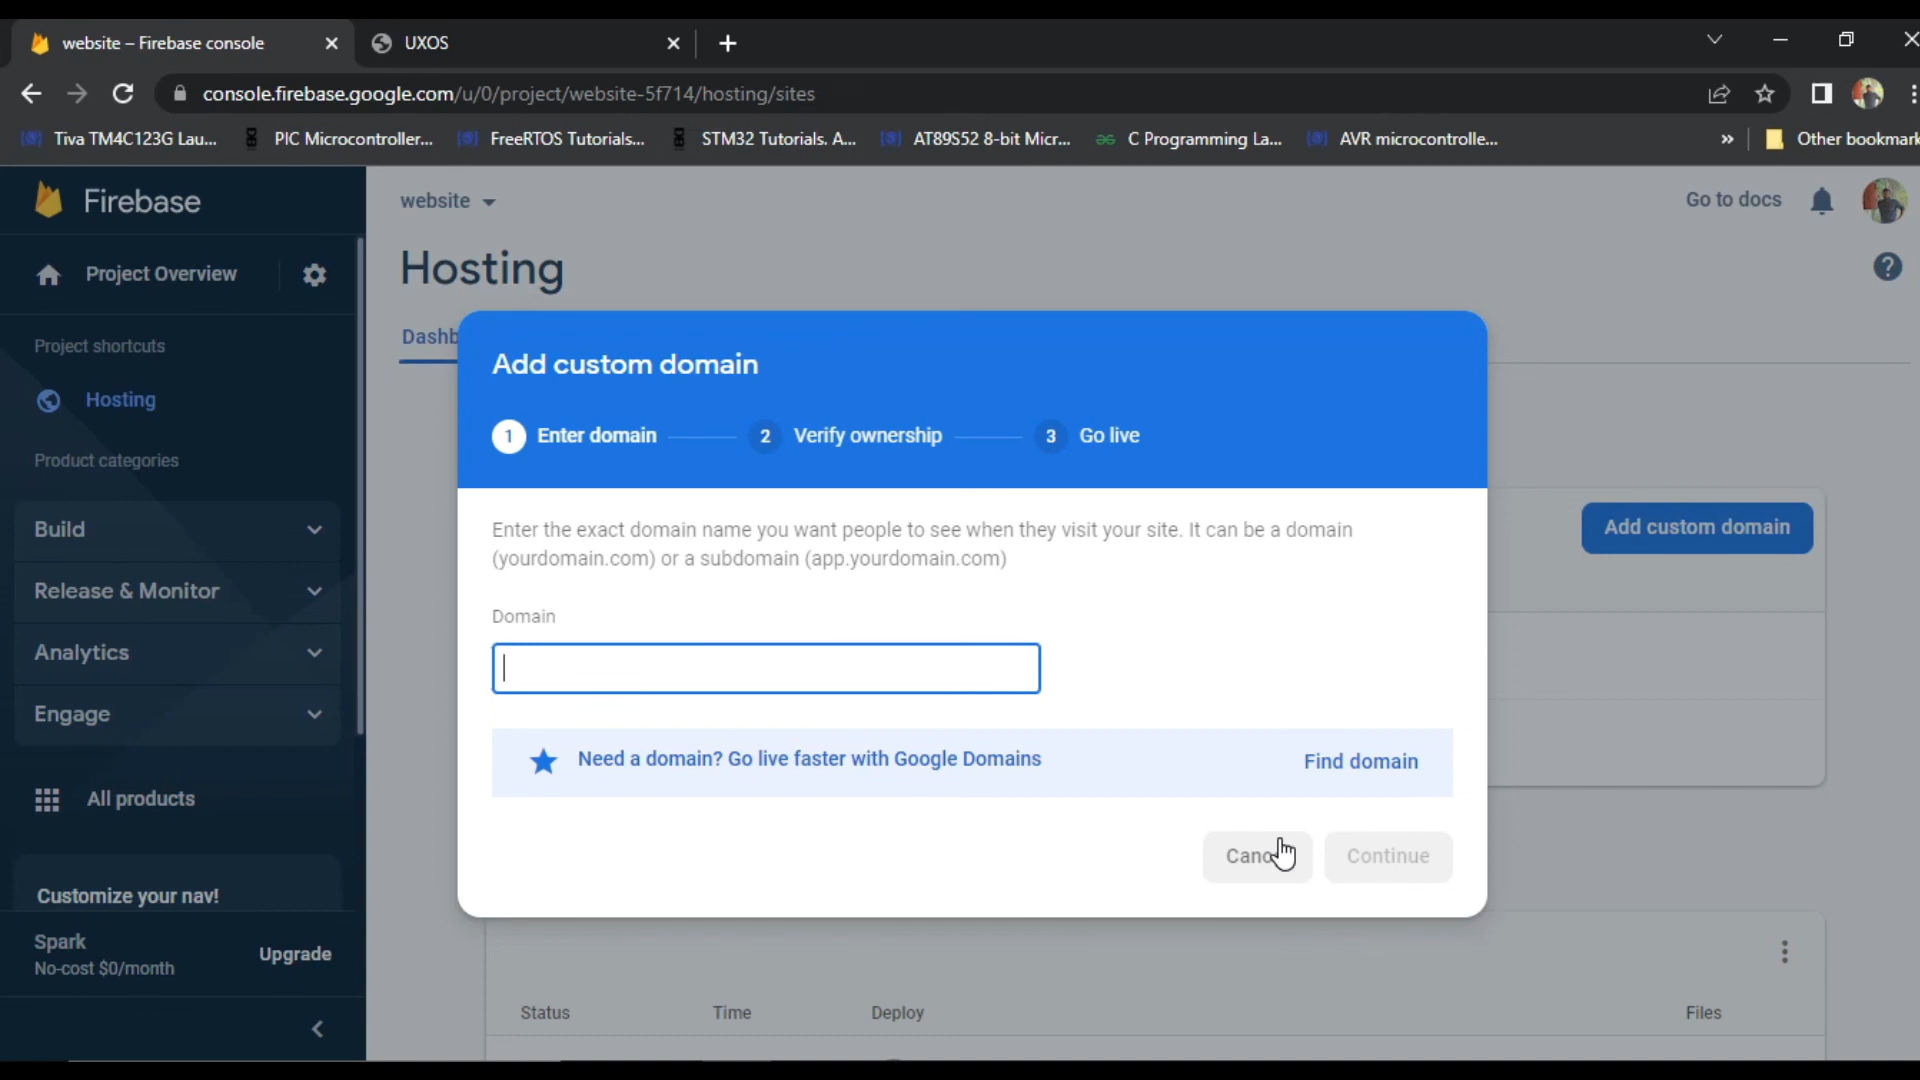 website – Firebase console
UXOS
console.firebase.google.com/u/0/project/website-5f714/hosting/sites
Tiva TM4C123G Lau...
PIC Microcontroller...
FreeRTOS Tutorials...
STM32 Tutorials. A...
AT89S52 8-bit Micr...
C Programming La...
AVR microcontrolle...
»
Other bookmark
Firebase
website
Go to docs
Hosting
Project Overview
Project shortcuts
Hosting
Product categories
Build
Release & Monitor
Analytics
Engage
All products
Customize your nav!
Spark
No-cost $0/month
Upgrade
Dashb
Add custom domain
1 Enter domain
2 Verify ownership
3 Go live
Enter the exact domain name you want people to see when they visit your site. It can be a domain
(yourdomain.com) or a subdomain (app.yourdomain.com)
Domain
Need a domain? Go live faster with Google Domains
Find domain
Continue
Add custom domain
Status
Time
Deploy
Files